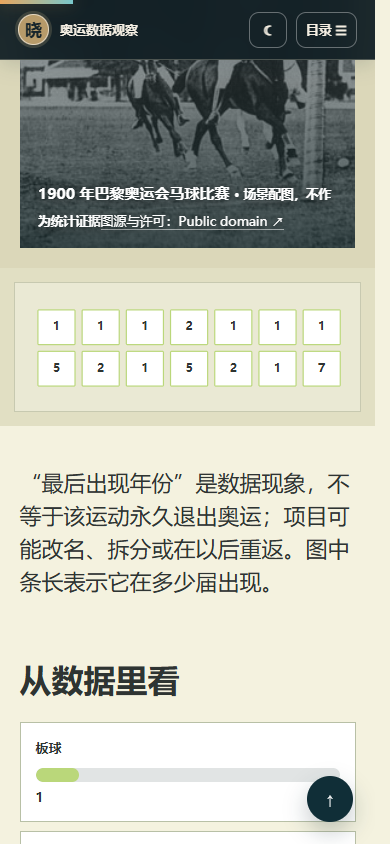 晓
奥运数据观察
目录
1900 年巴黎奥运会马球比赛 · 场景配图，不作
为统计证据图源与许可：Public domain ↗
1 1 1 2 1 1 1
5 2 1 5 2 1 7
“最后出现年份”是数据现象，不
等于该运动永久退出奥运；项目可
能改名、拆分或在以后重返。图中
条长表示它在多少届出现。
从数据里看
板球
1
↑